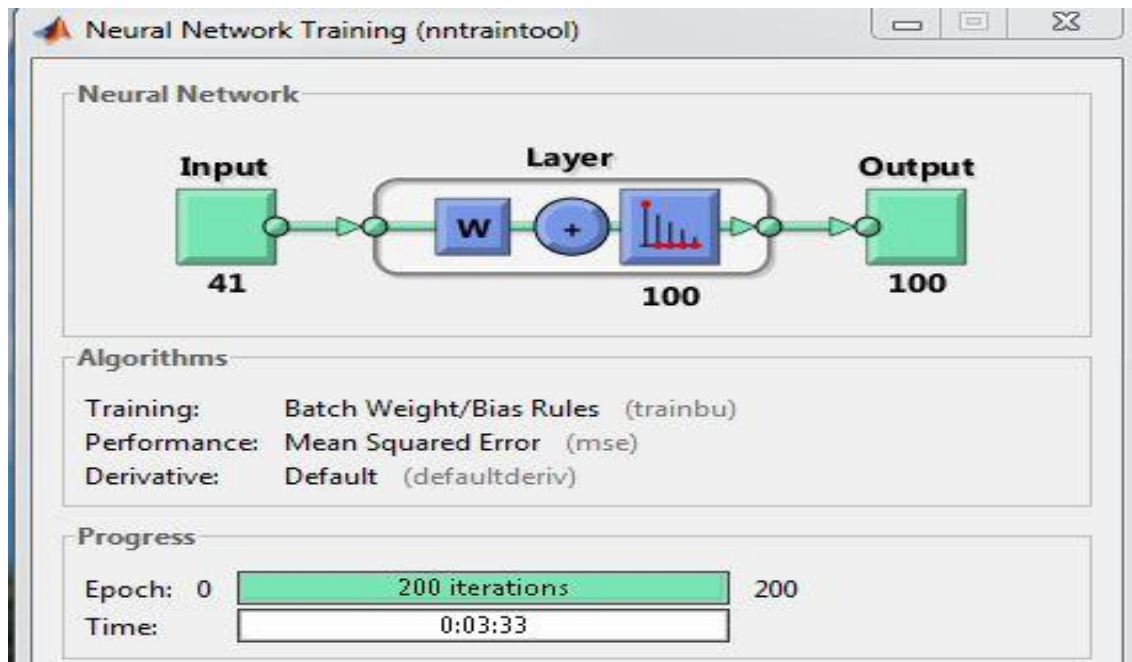 Neural Network Training (nntraintool)
Neural Network
Input
Layer
Output
W
+
41
100
100
Algorithms
Training: Batch Weight/Bias Rules (trainbu)
Performance: Mean Squared Error (mse)
Derivative: Default (defaultderiv)
Progress
Epoch: 0 200 iterations 200
Time: 0:03:33